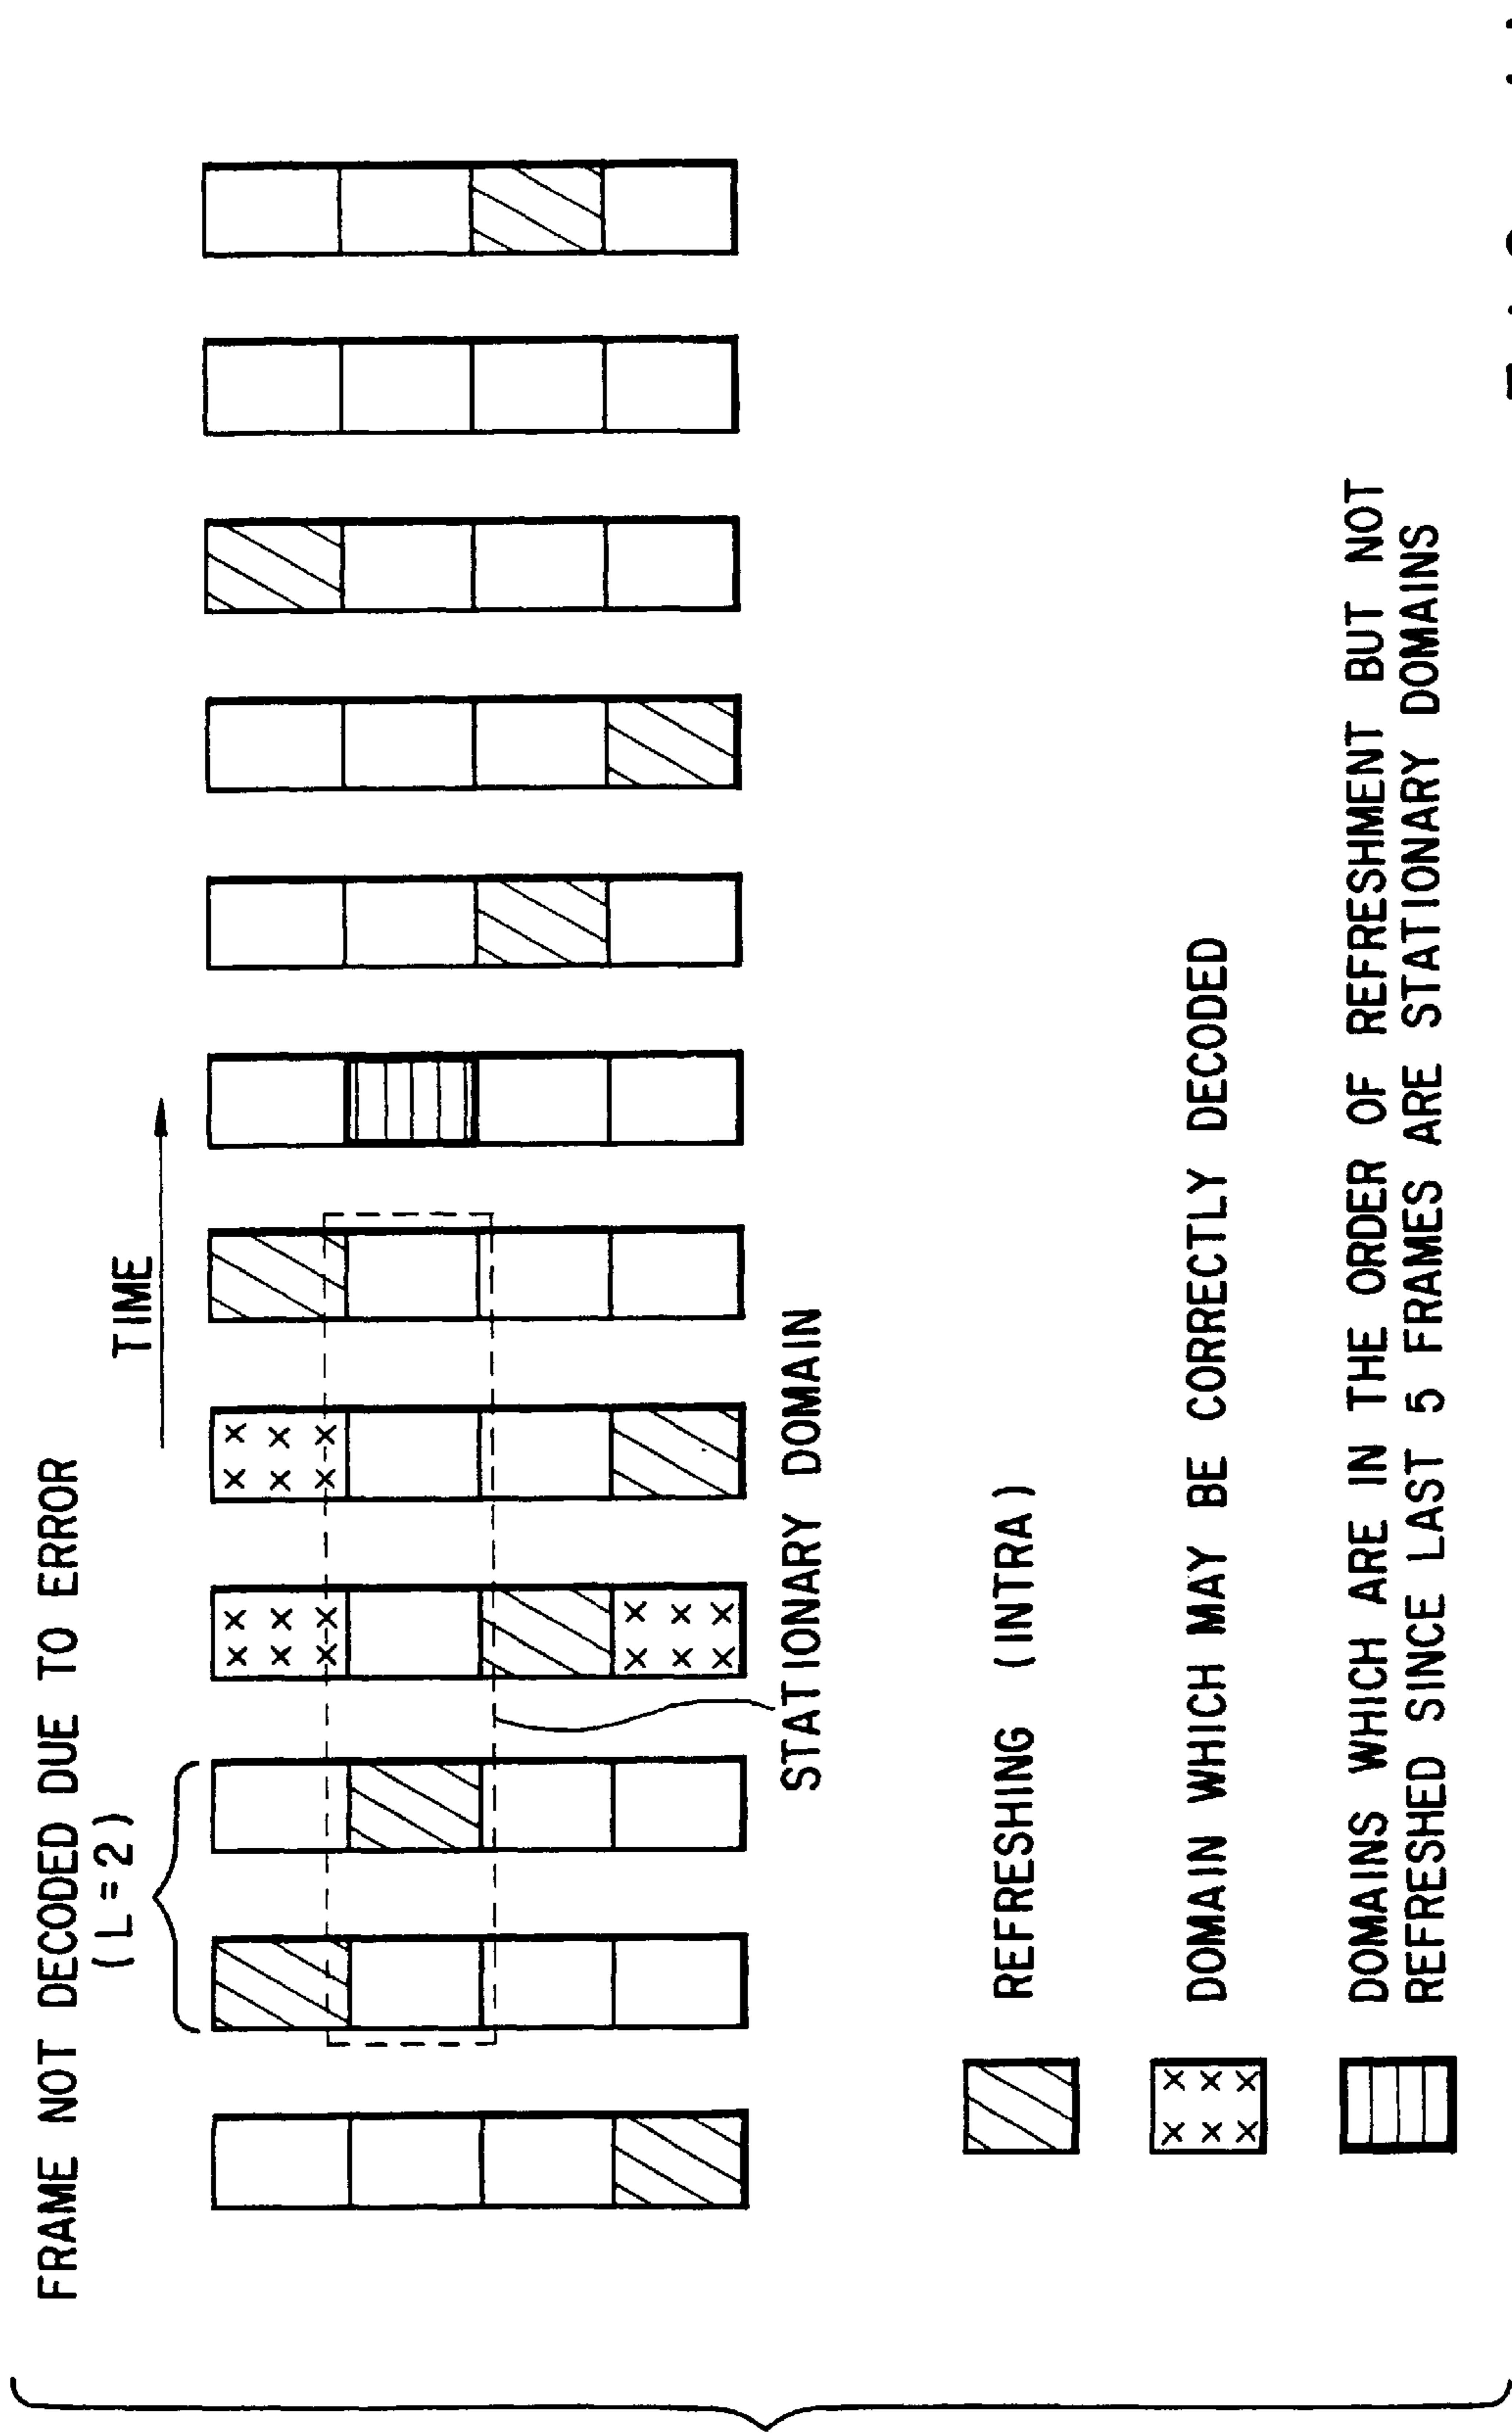 FRAME NOT DECODED DUE TO ERROR
(L=2)
TIME
STATIONARY DOMAIN
REFRESHING (INTRA)
DOMAIN WHICH MAY BE CORRECTLY DECODED
DOMAINS WHICH ARE IN THE ORDER OF REFRESHMENT BUT NOT
REFRESHED SINCE LAST 5 FRAMES ARE STATIONARY DOMAINS